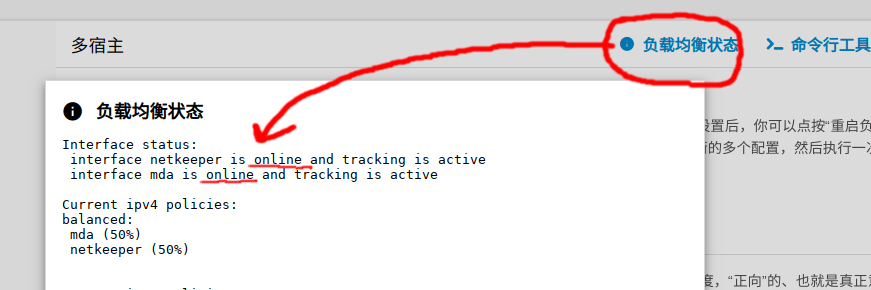 多宿主
负载均衡状态
命令行工具
负载均衡状态
Interface status:
interface netkeeper is online and tracking is active
interface mda is online and tracking is active
Current ipv4 policies:
balanced:
mda (50%)
netkeeper (50%)
设置后，你可以点按“重启负
的多个配置，然后执行一次
度，“正向”的、也就是真正意